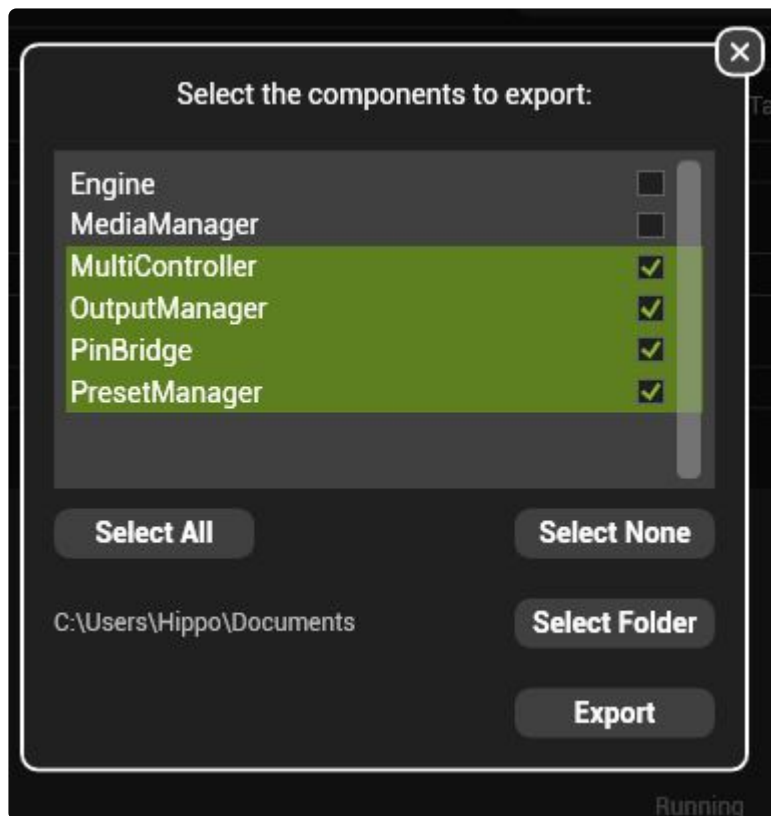 Select the components to export:
Ta
Engine
MediaManager
MultiController
OutputManager
PinBridge
PresetManager
Select All
Select None
C:\Users\Hippo\Documents
Select Folder
Export
Running